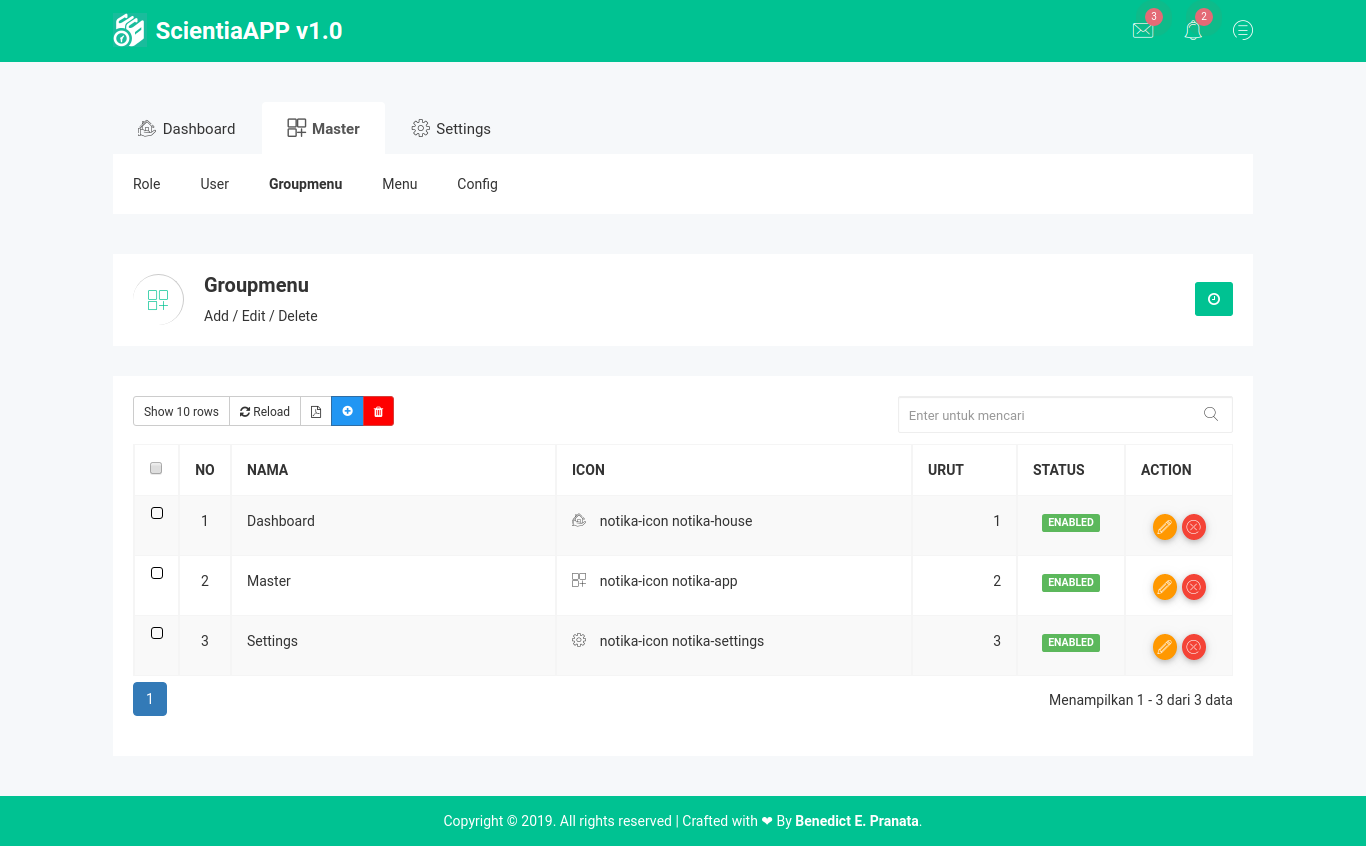 ScientiaAPP v1.0
3
2
Dashboard Master Settings
Role User Groupmenu Menu Config
Groupmenu
Add / Edit / Delete
Show 10 rows Reload
Enter untuk mencari
NO NAMA ICON URUT STATUS ACTION
1 Dashboard notika-icon notika-house 1 ENABLED
2 Master notika-icon notika-app 2 ENABLED
3 Settings notika-icon notika-settings 3 ENABLED
1
Menampilkan 1 - 3 dari 3 data
Copyright © 2019. All rights reserved | Crafted with ❤ By Benedict E. Pranata.